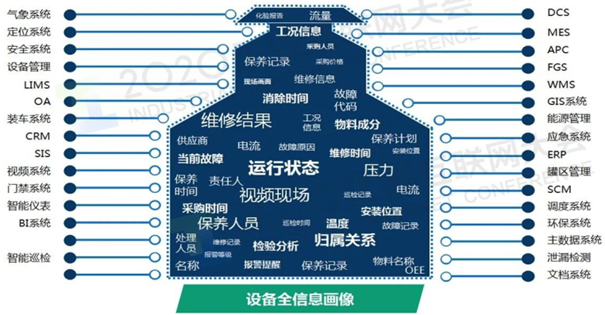 气象系统
定位系统
安全系统
设备管理
LIMS
OA
装车系统
CRM
SIS
视频系统
门禁系统
智能仪表
BI系统
智能巡检
化验报告 流量
工况信息
采购人员
保养记录 采购价格
现场画面 维修信息
消除时间 故障代码
维修结果 工况信息 物料成分
供应商 电流 故障原因 保养计划
当前故障 维修时间 安装位置
运行状态 压力
保养时间 责任人 视频现场 巡检记录 电流
采购时间 安装位置
保养人员 巡检时间 温度 故障记录
处理人员 维修记录 检验分析 归属关系
报警等级
名称 报警提醒 保养记录 物料名称
OEE
DCS
MES
APC
FGS
WMS
GIS系统
能源管理
应急系统
ERP
罐区管理
SCM
调度系统
环保系统
主数据系统
泄漏检测
文档系统
设备全信息画像